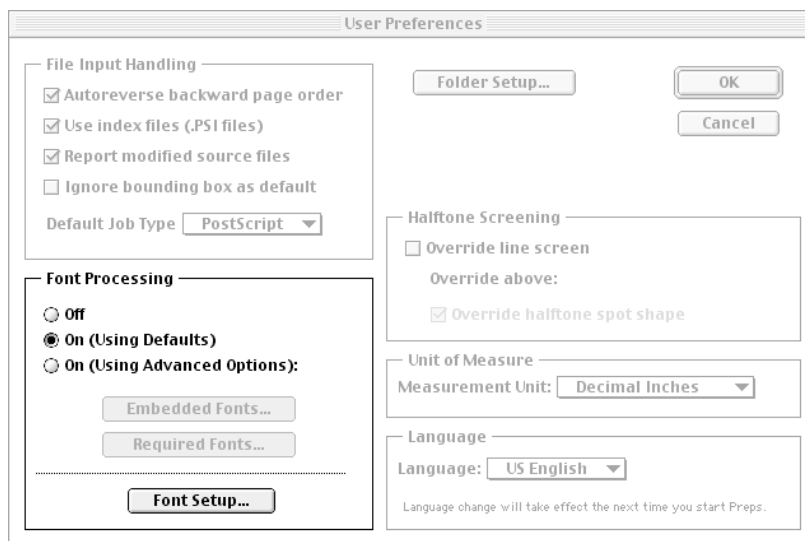 User Preferences
File Input Handling
Autoreverse backward page order
Use index files (.PSI files)
Report modified source files
Ignore bounding box as default
Default Job Type PostScript
Font Processing
Off
On (Using Defaults)
On (Using Advanced Options):
Embedded Fonts...
Required Fonts...
Font Setup...
Folder Setup...
OK
Cancel
Halftone Screening
Override line screen
Override above:
Override halftone spot shape
Unit of Measure
Measurement Unit: Decimal Inches
Language
Language: US English
Language change will take effect the next time you start Preps.